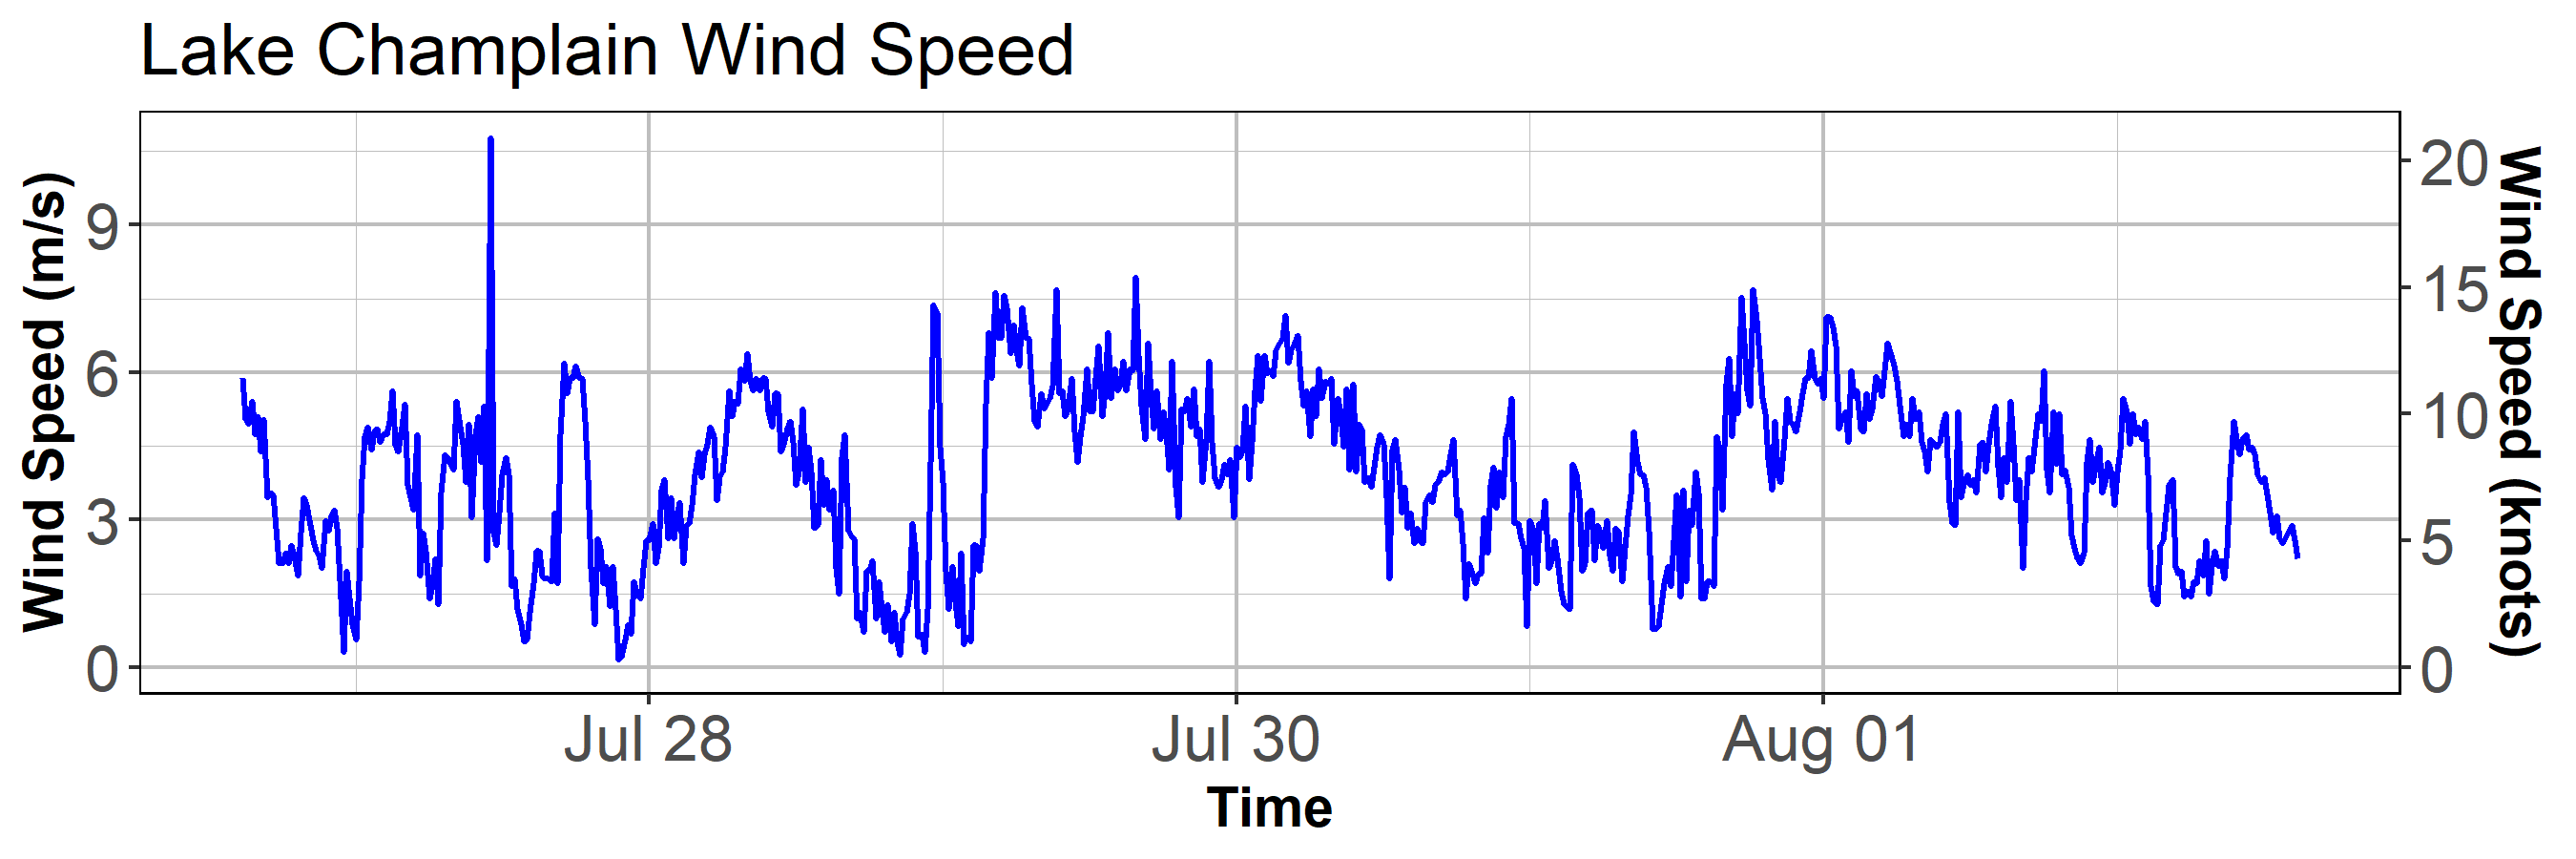 Lake Champlain Wind Speed
Wind Speed (m/s)
9
6
3
0
20
15
10
5
0
Wind Speed (knots)
Jul 28
Jul 30
Aug 01
Time